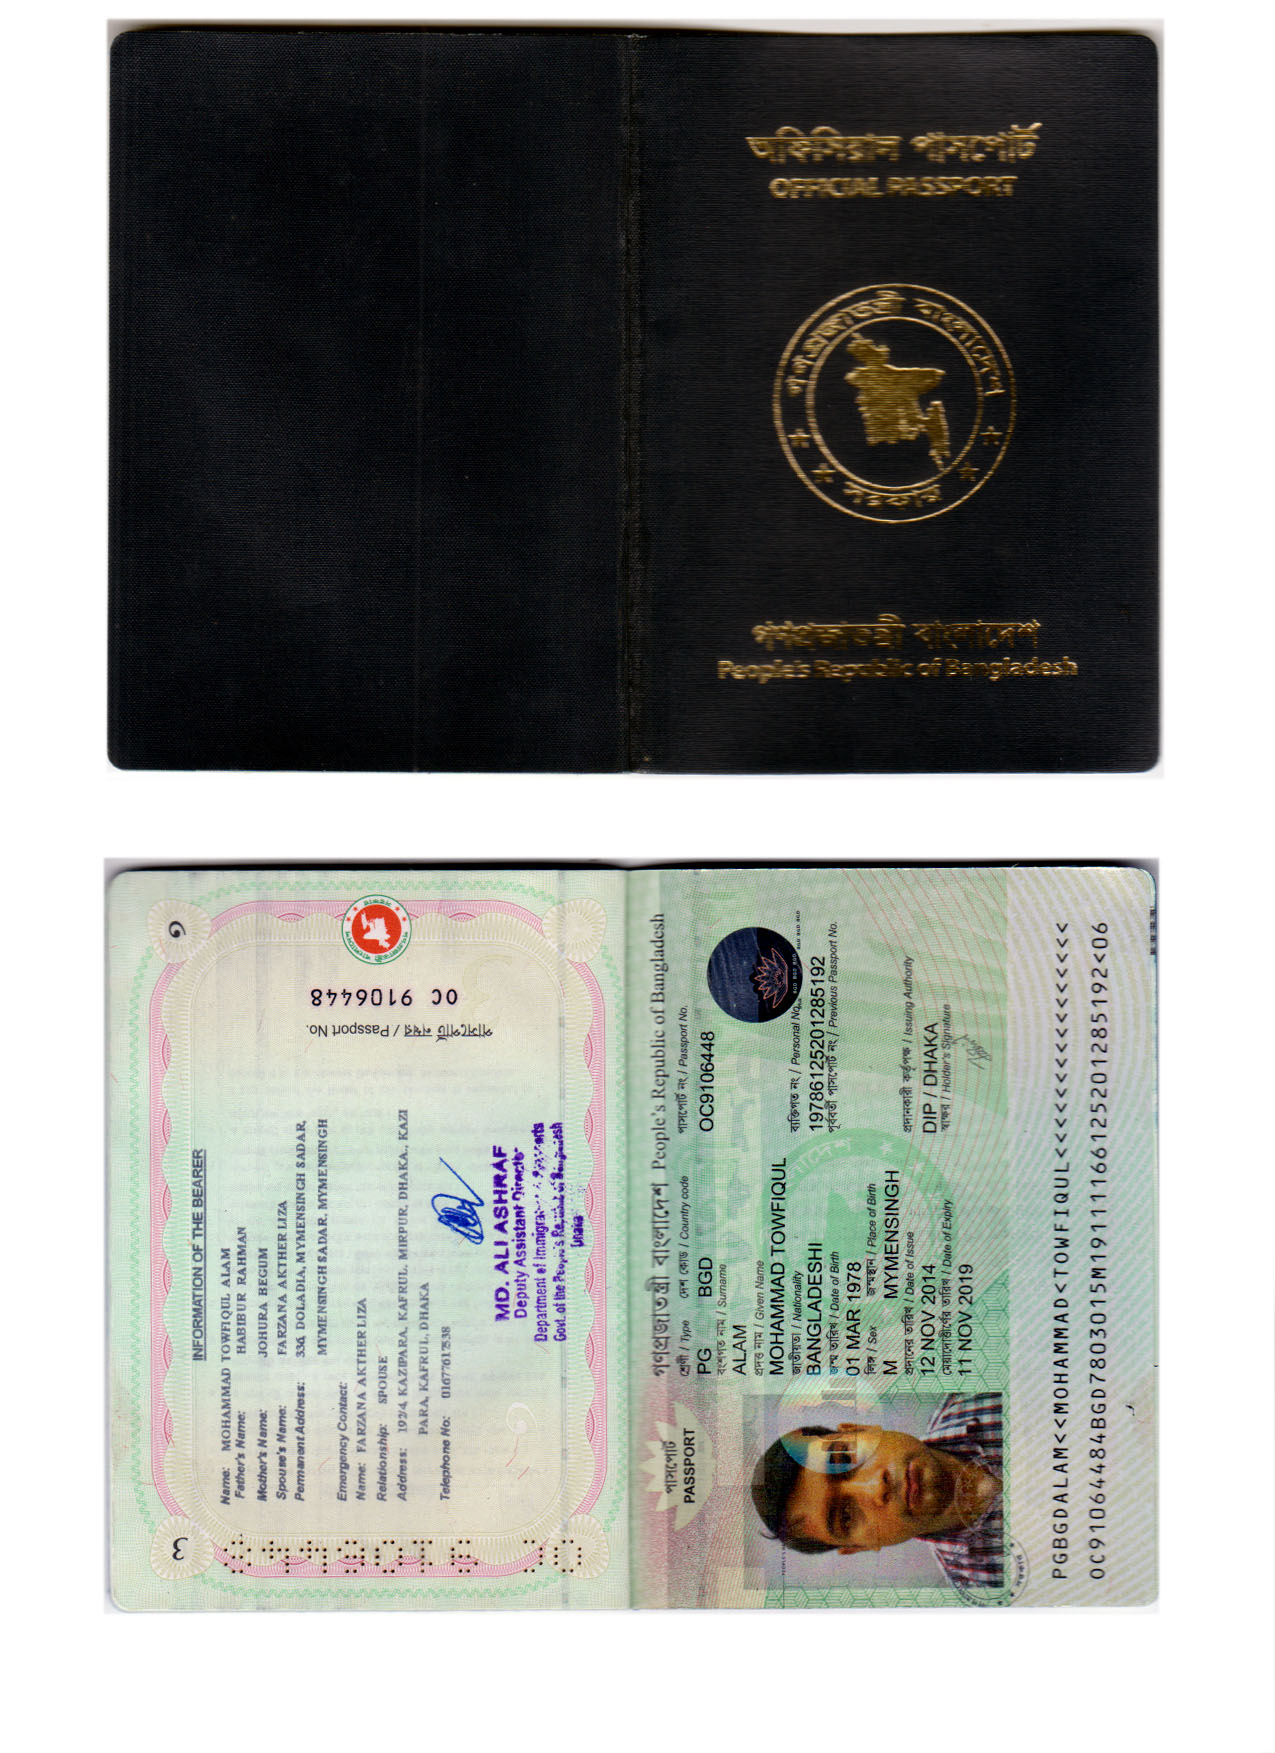 অফিসিয়াল পাসপোর্ট
OFFICIAL PASSPORT
গণপ্রজাতন্ত্রী বাংলাদেশ
সরকার
গণপ্রজাতন্ত্রী বাংলাদেশ
People's Republic of Bangladesh
৩
১
INFORMATION OF THE BEARER
Name: MOHAMMAD TOWFIQUL ALAM
Father's Name: HABIBUR RAHMAN
Mother's Name: JOHURA BEGUM
Spouse's Name: FARZANA AKTHER LIZA
Permanent Address: 336, DOLADIA, MYMENSINGH SADAR,
MYMENSINGH SADAR, MYMENSINGH
Emergency Contact:
Name: FARZANA AKTHER LIZA
Relationship: SPOUSE
Address: 192/4, KAZIPARA, KAFRUL, MIRPUR, DHAKA., KAZI
PARA, KAFRUL, DHAKA
Telephone No: 01677612538
পাসপোর্ট নম্বর / Passport No.
OC 9106448
MD. ALI ASHRAF
Deputy Assistant Director
Department of Immigration & Passports
Govt. of the People's Republic of Bangladesh
Dhaka
গণপ্রজাতন্ত্রী বাংলাদেশ People's Republic of Bangladesh
পাসপোর্ট
PASSPORT
শ্রেণী / Type দেশ কোড / Country code পাসপোর্ট নং / Passport No.
PG BGD OC9106448
বংশগত নাম / Surname
ALAM
প্রদত্ত নাম / Given Name
MOHAMMAD TOWFIQUL
জাতীয়তা / Nationality ব্যক্তিগত নং / Personal No.
BANGLADESHI 19786125201285192
জন্ম তারিখ / Date of Birth পূর্ববর্তী পাসপোর্ট নং / Previous Passport No.
01 MAR 1978
লিঙ্গ / Sex জন্মস্থান / Place of Birth
M MYMENSINGH
প্রদানের তারিখ / Date of Issue প্রদানকারী কর্তৃপক্ষ / Issuing Authority
12 NOV 2014 DIP / DHAKA
মেয়াদোত্তীর্ণের তারিখ / Date of Expiry স্বাক্ষর / Holder's Signature
11 NOV 2019
PGBGDALAM<<MOHAMMAD<TOWFIQUL<<<<<<<<<<<<<<<<
OC91064484BGD7803015M191111166125201285192<06